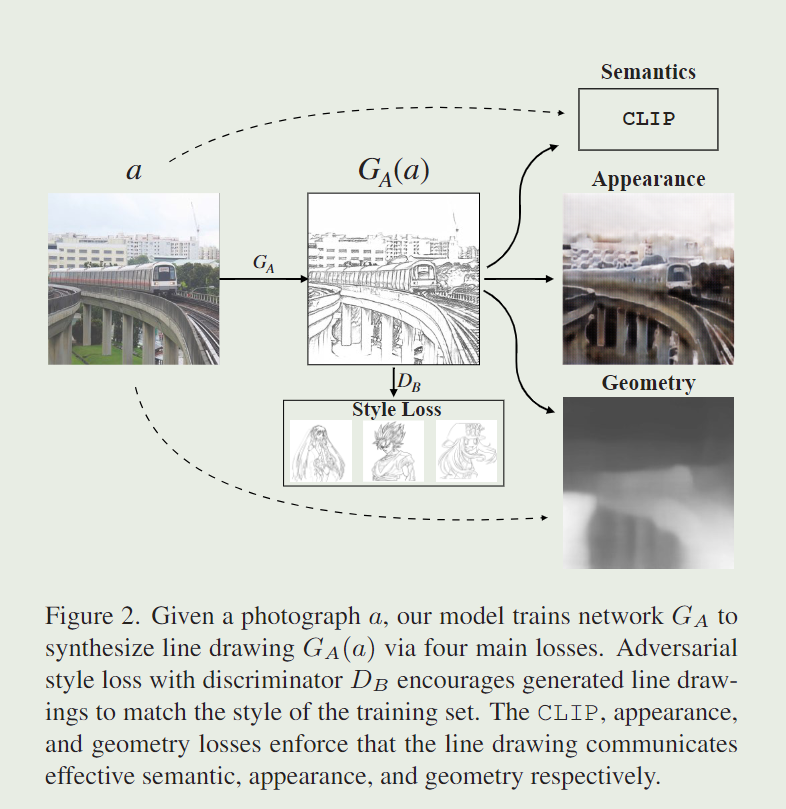 Semantics
CLIP
a
G_A(a)
Appearance
G_A
D_B
Style Loss
Geometry
Figure 2. Given a photograph a, our model trains network G_A to
synthesize line drawing G_A(a) via four main losses. Adversarial
style loss with discriminator D_B encourages generated line draw-
ings to match the style of the training set. The CLIP, appearance,
and geometry losses enforce that the line drawing communicates
effective semantic, appearance, and geometry respectively.